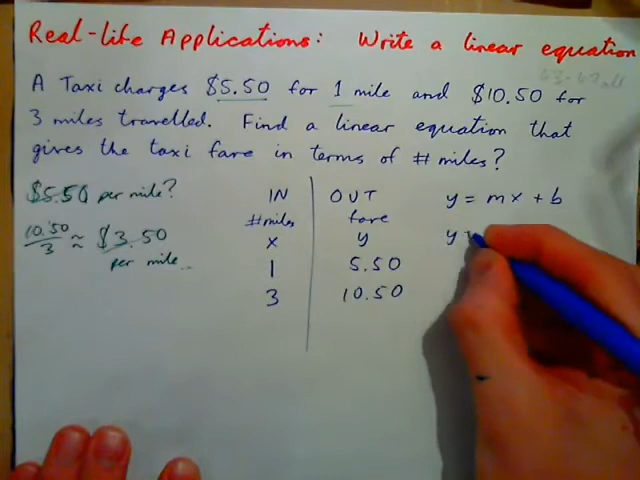 Real-life Applications: Write a linear equation
A Taxi charges $5.50 for 1 mile and $10.50 for
3 miles travelled. Find a linear equation that
gives the taxi fare in terms of # miles?
$5.50 per mile?
10.50/3 ≈ $3.50
per mile..
IN | OUT
#miles | fare
x | y
1 | 5.50
3 | 10.50
y = mx + b
y =